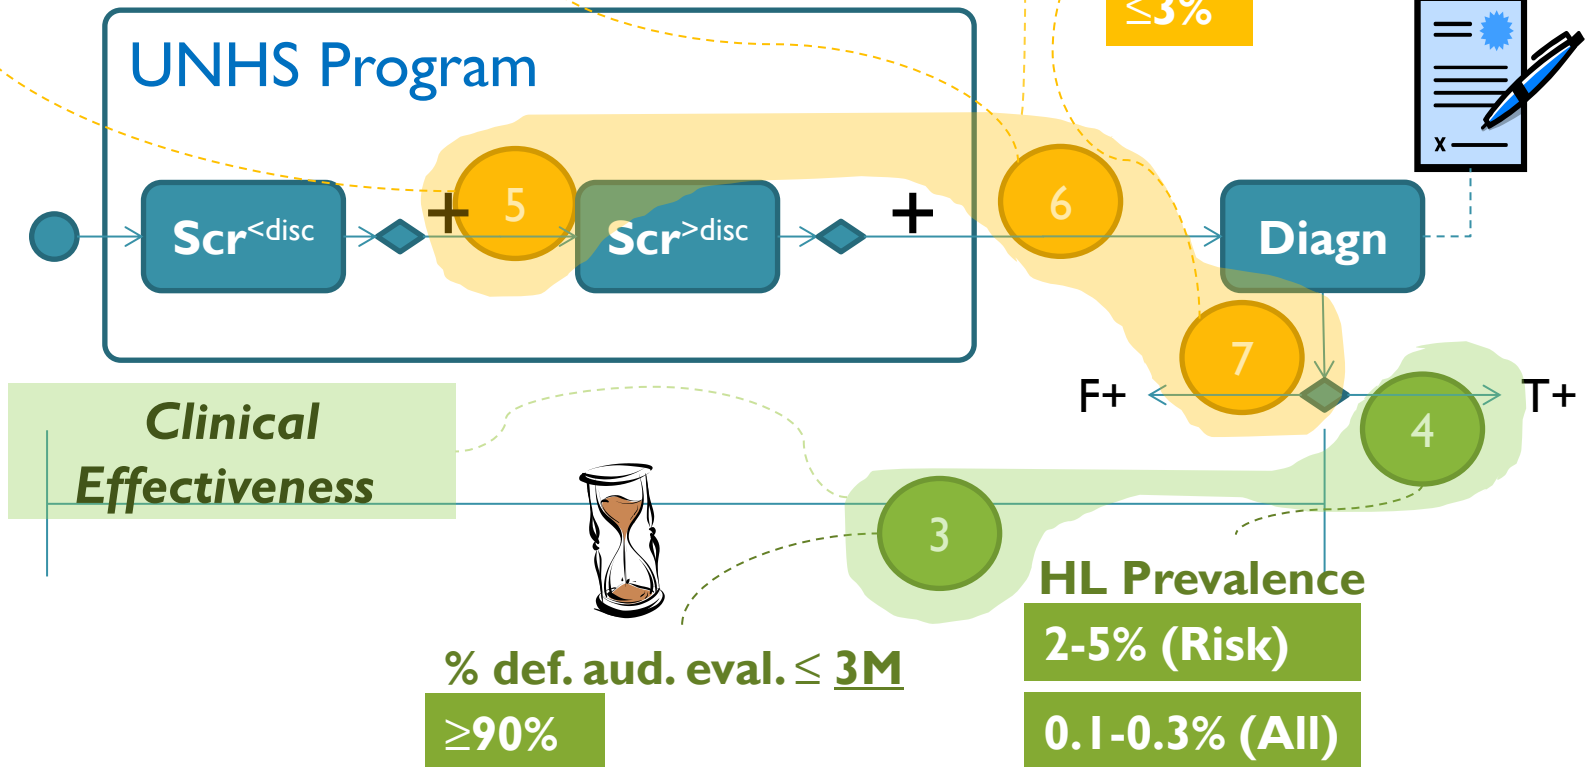 ≤3%
UNHS Program
x
+
5
+
6
Scr<disc
Scr>disc
Diagn
7
F+
T+
4
Clinical
Effectiveness
3
HL Prevalence
2-5% (Risk)
0.1-0.3% (All)
% def. aud. eval. ≤ 3M
≥90%